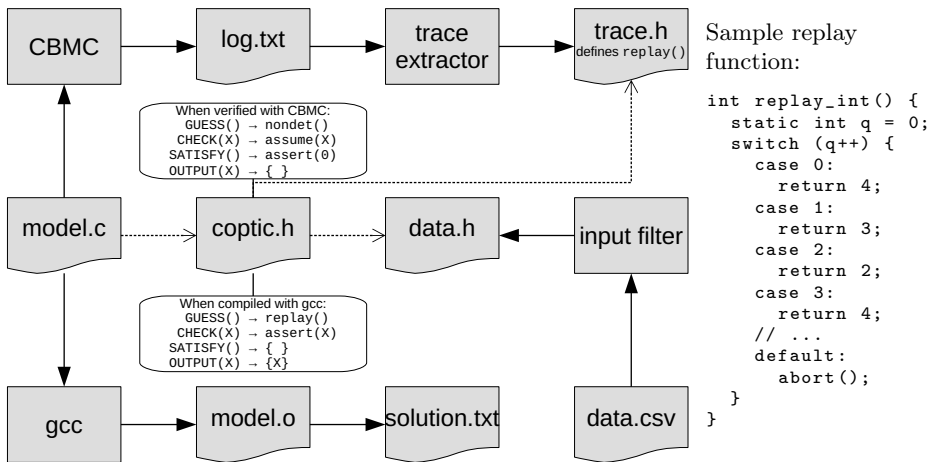 CBMC
log.txt
trace
extractor
trace.h
defines replay()
When verified with CBMC:
GUESS() → nondet()
CHECK(X) → assume(X)
SATISFY() → assert(0)
OUTPUT(X) → { }
model.c
coptic.h
data.h
input filter
When compiled with gcc:
GUESS() → replay()
CHECK(X) → assert(X)
SATISFY() → { }
OUTPUT(X) → {X}
gcc
model.o
solution.txt
data.csv
Sample replay
function:
int replay_int() {
  static int q = 0;
  switch (q++) {
    case 0:
      return 4;
    case 1:
      return 3;
    case 2:
      return 2;
    case 3:
      return 4;
    // ...
    default:
      abort();
  }
}